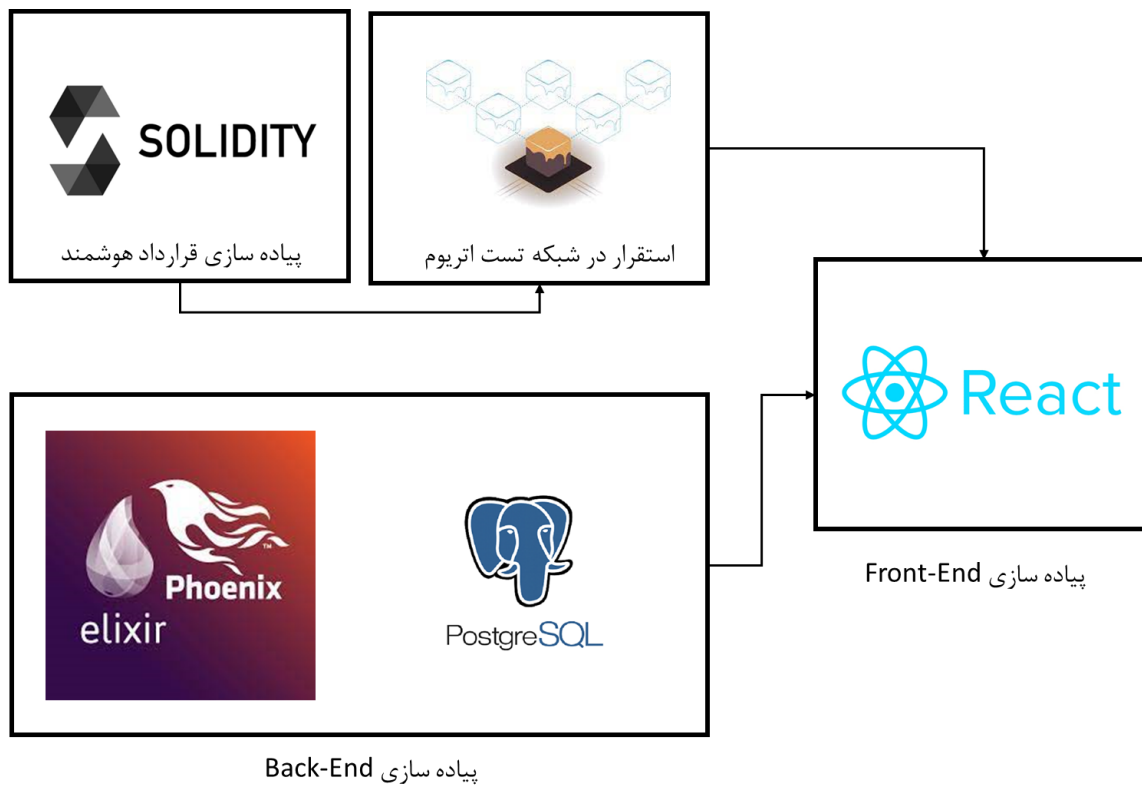 SOLIDITY
پیاده سازی قرارداد هوشمند
استقرار در شبکه تست اتریوم
React
پیاده سازی Front-End
Phoenix
TM
elixir
PostgreSQL
پیاده سازی Back-End